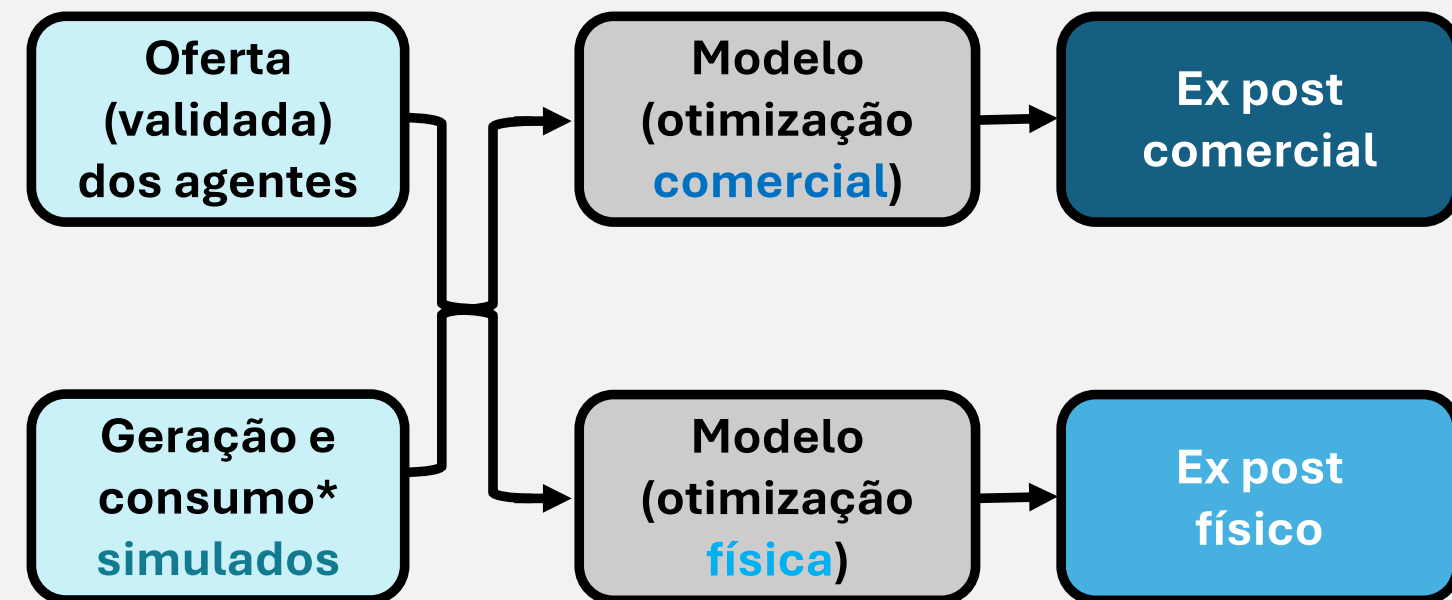 Oferta
(validada)
dos agentes
Modelo
(otimização
comercial)
Ex post
comercial
Geração e
consumo*
simulados
Modelo
(otimização
física)
Ex post
físico